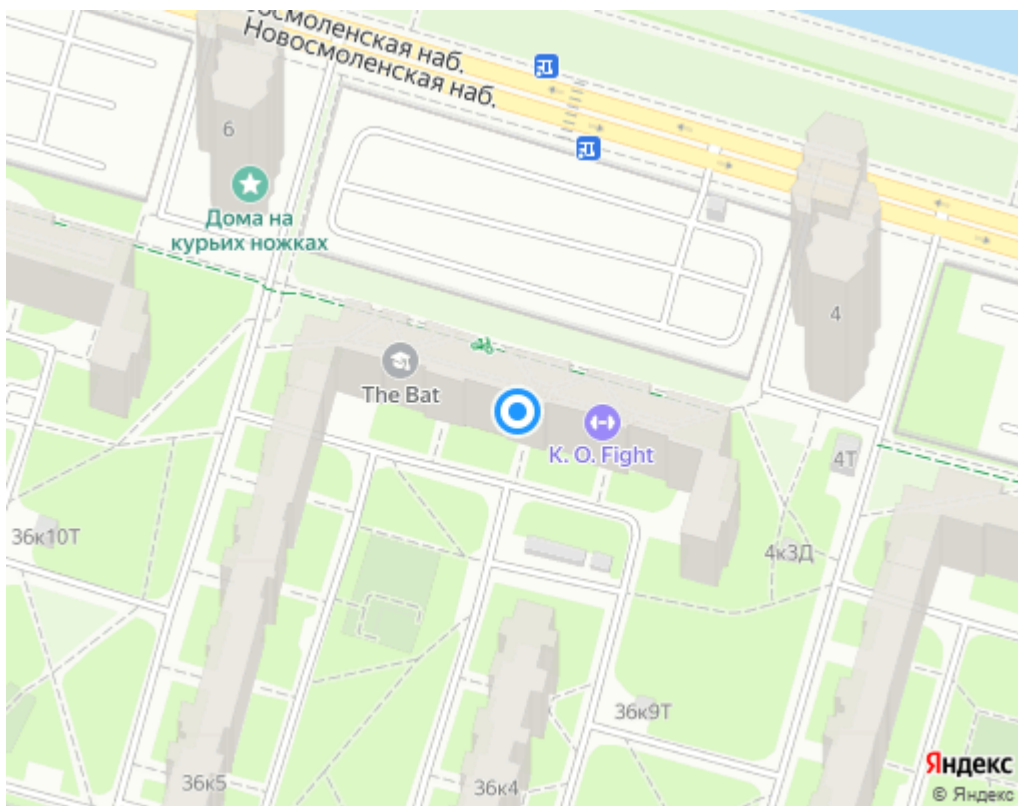 осмоленская наб.
Новосмоленская наб.
6
Дома на
курьих ножках
4
The Bat
K. O. Fight
4Т
36к10Т
4к3Д
36к9Т
36к5
36к4
Яндекс
© Яндекс